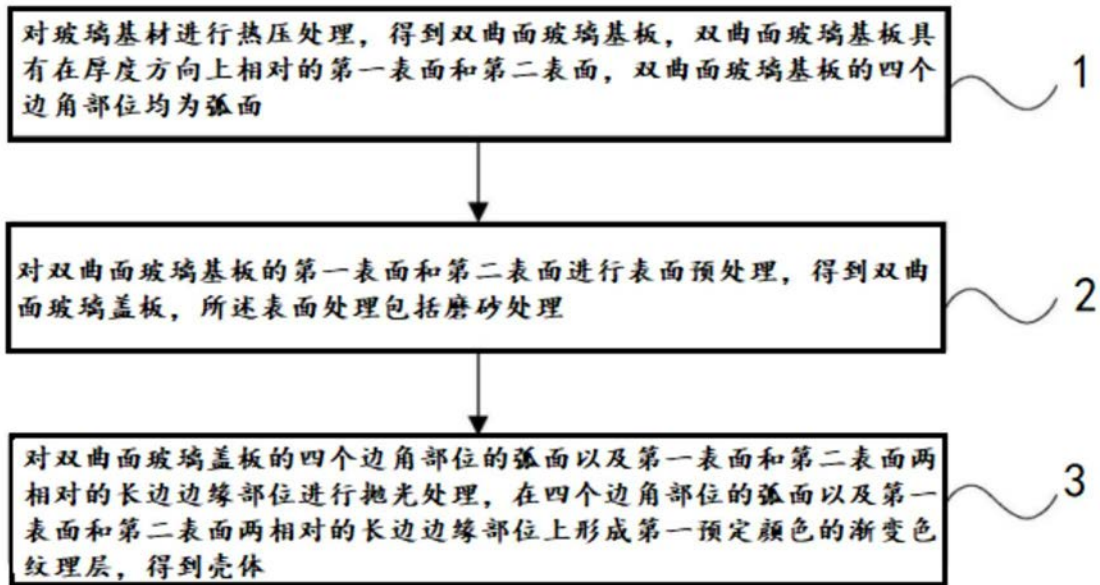 对玻璃基材进行热压处理，得到双曲面玻璃基板，双曲面玻璃基板具
有在厚度方向上相对的第一表面和第二表面，双曲面玻璃基板的四个
边角部位均为弧面
1
对双曲面玻璃基板的第一表面和第二表面进行表面预处理，得到双曲
面玻璃盖板，所述表面处理包括磨砂处理
2
对双曲面玻璃盖板的四个边角部位的弧面以及第一表面和第二表面两
相对的长边边缘部位进行抛光处理，在四个边角部位的弧面以及第一
表面和第二表面两相对的长边边缘部位上形成第一预定颜色的渐变色
纹理层，得到壳体
3